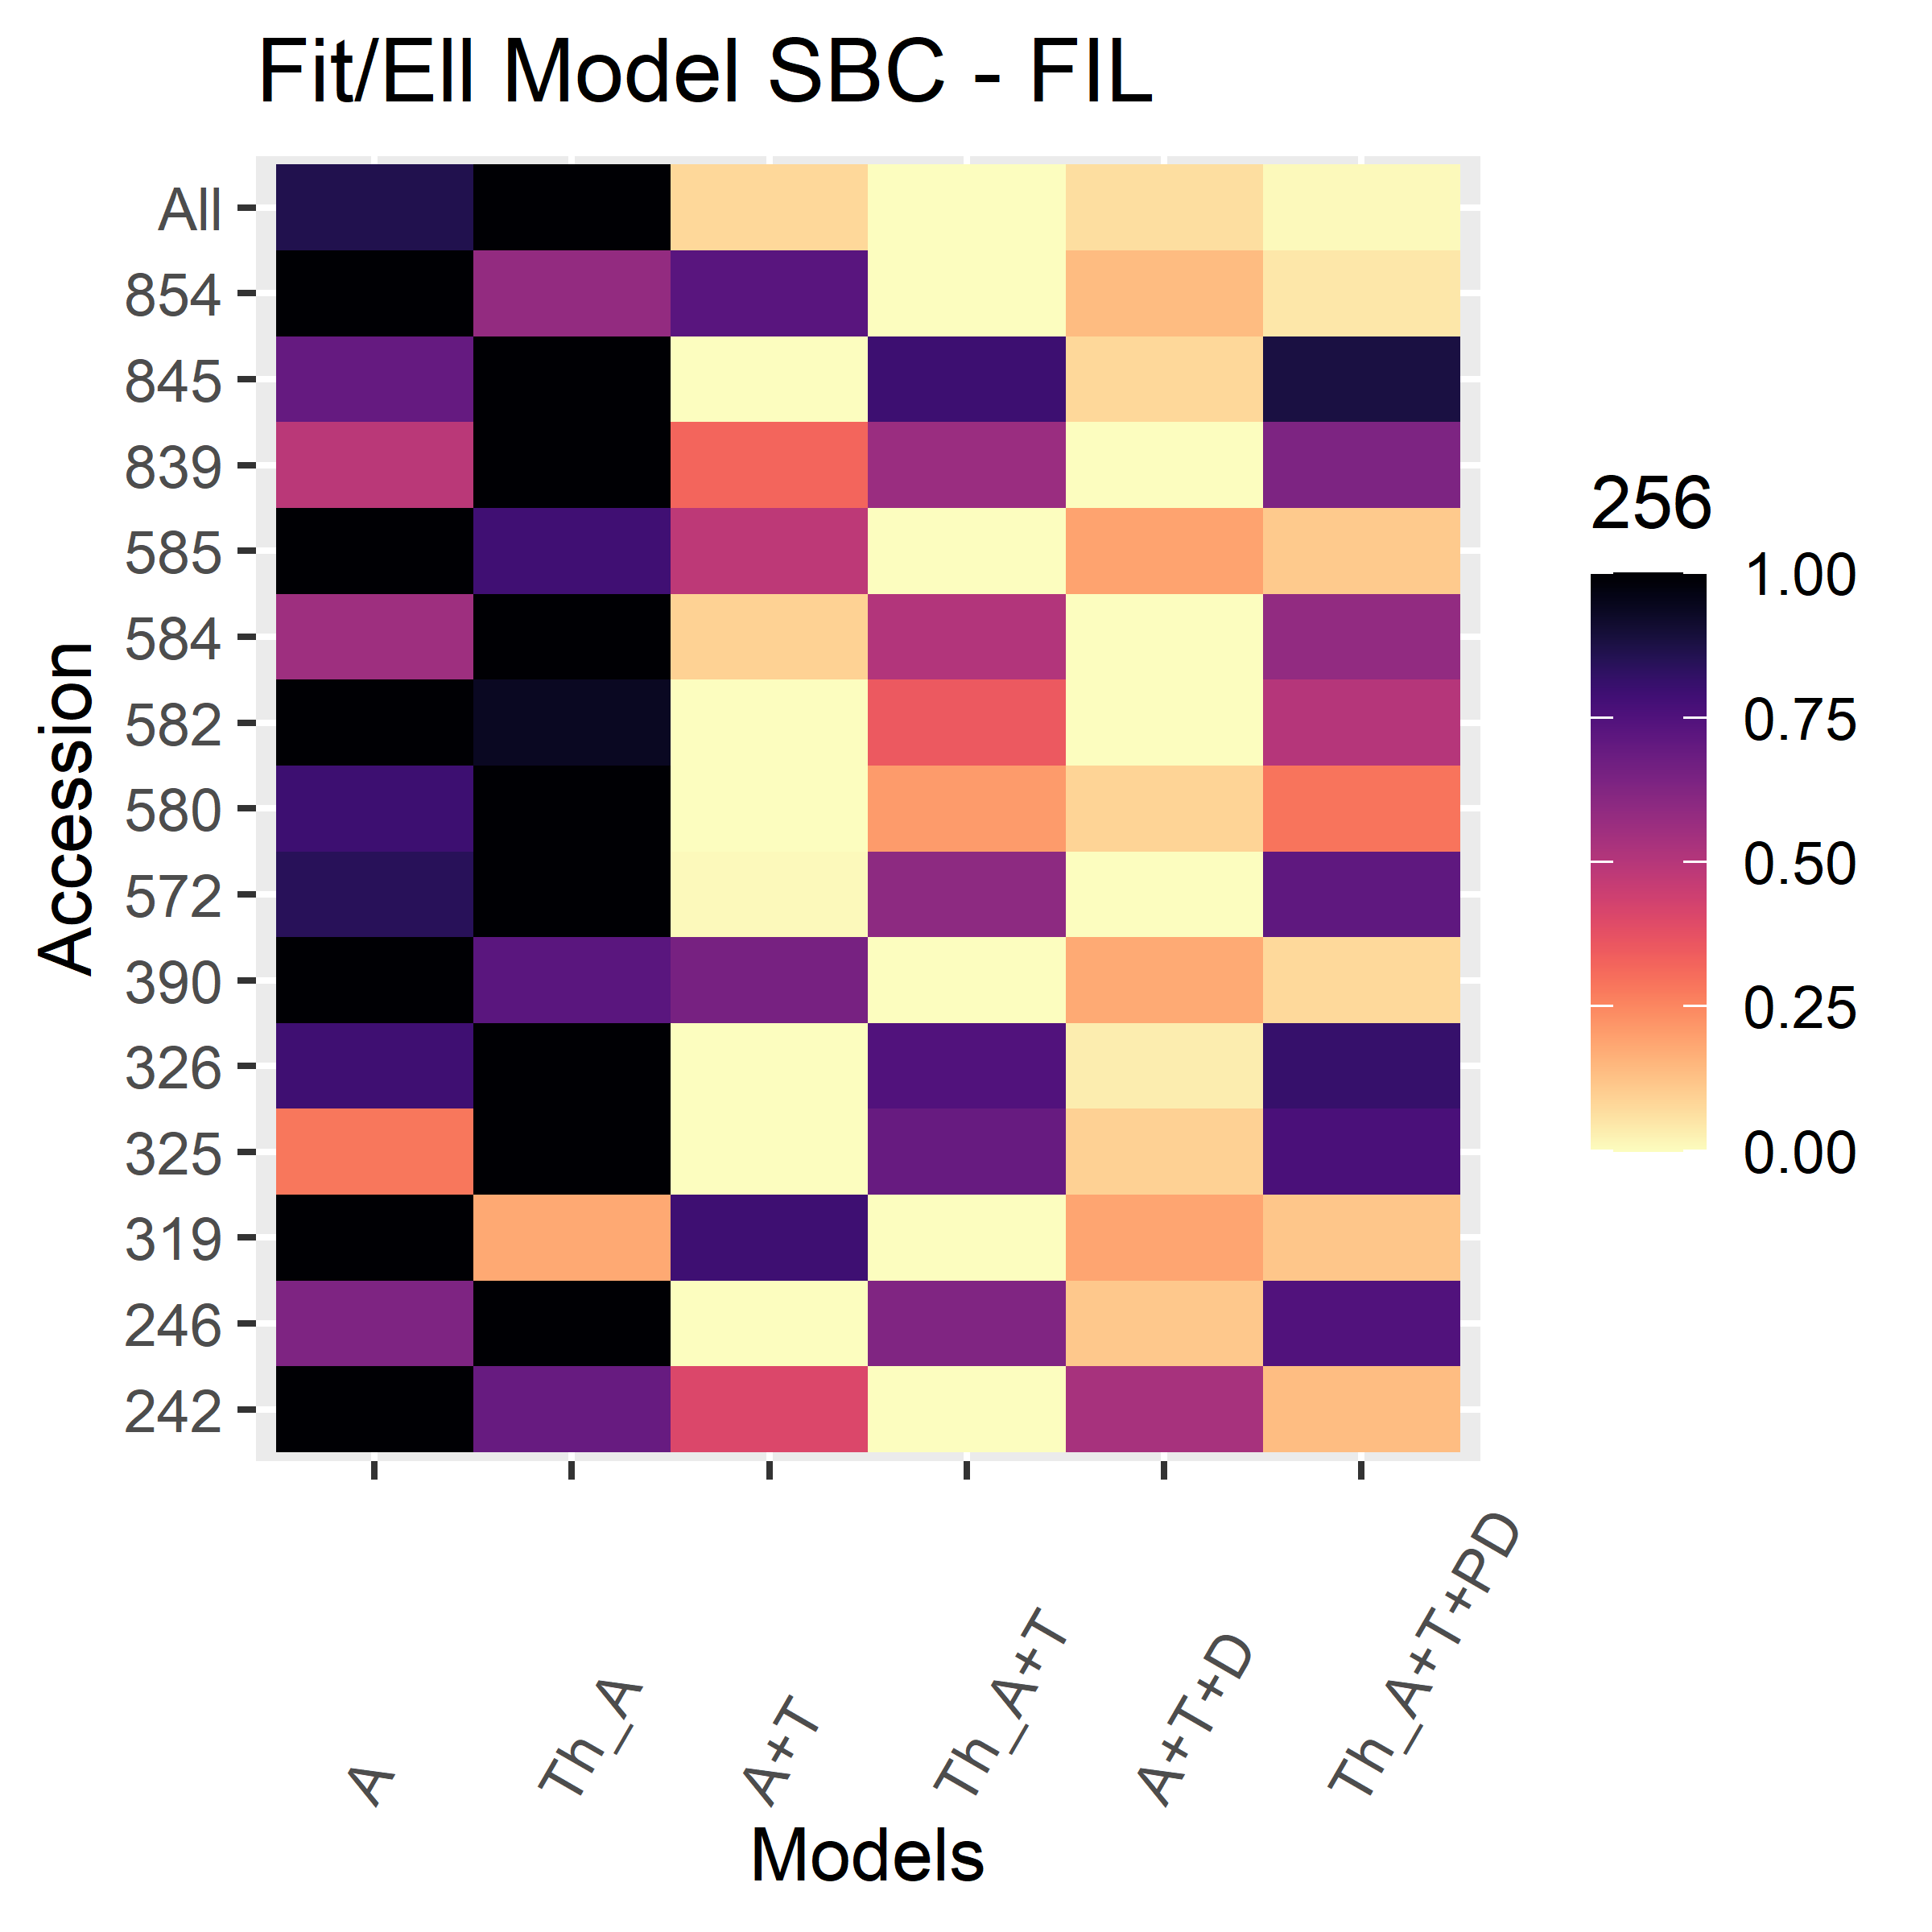 Fit/Ell Model SBC - FIL
Accession
All
854
845
839
585
584
582
580
572
390
326
325
319
246
242
A
Th_A
A+T
Th_A+T
A+T+D
Th_A+T+PD
Models
256
1.00
0.75
0.50
0.25
0.00